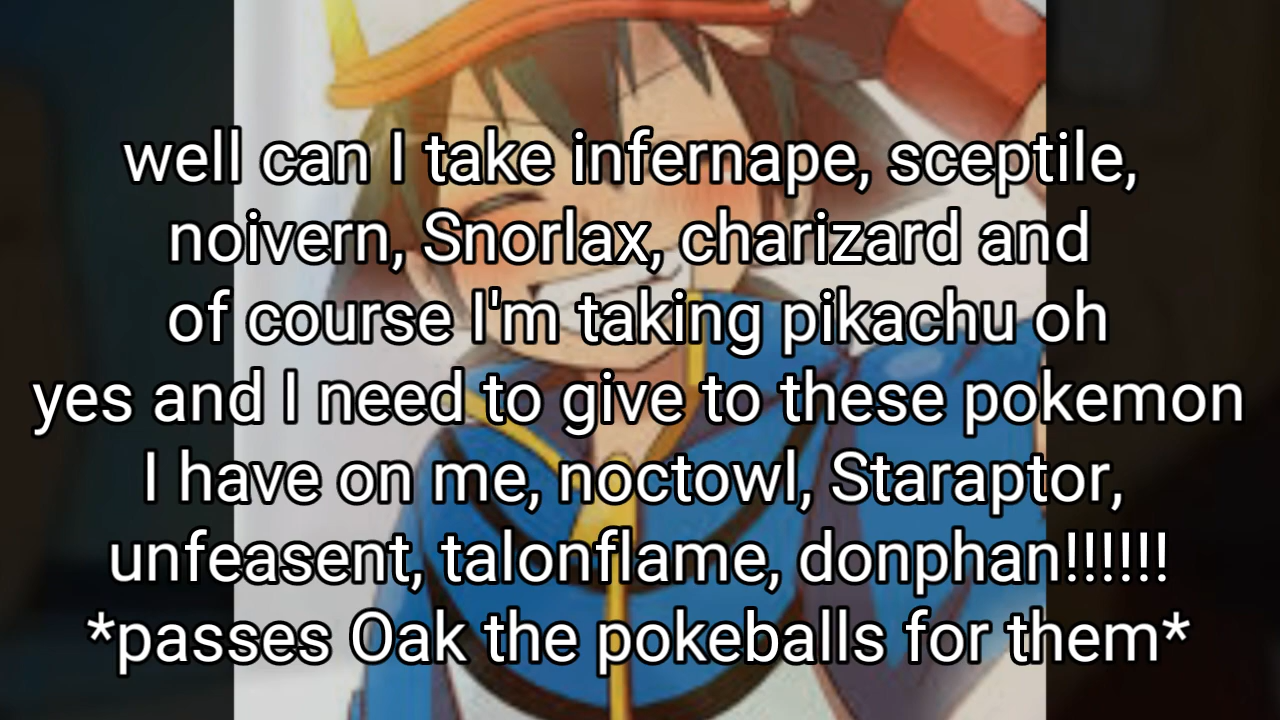 well can I take infernape, sceptile,
noivern, Snorlax, charizard and
of course I'm taking pikachu oh
yes and I need to give to these pokemon
I have on me, noctowl, Staraptor,
unfeasent, talonflame, donphan!!!!!!
*passes Oak the pokeballs for them*